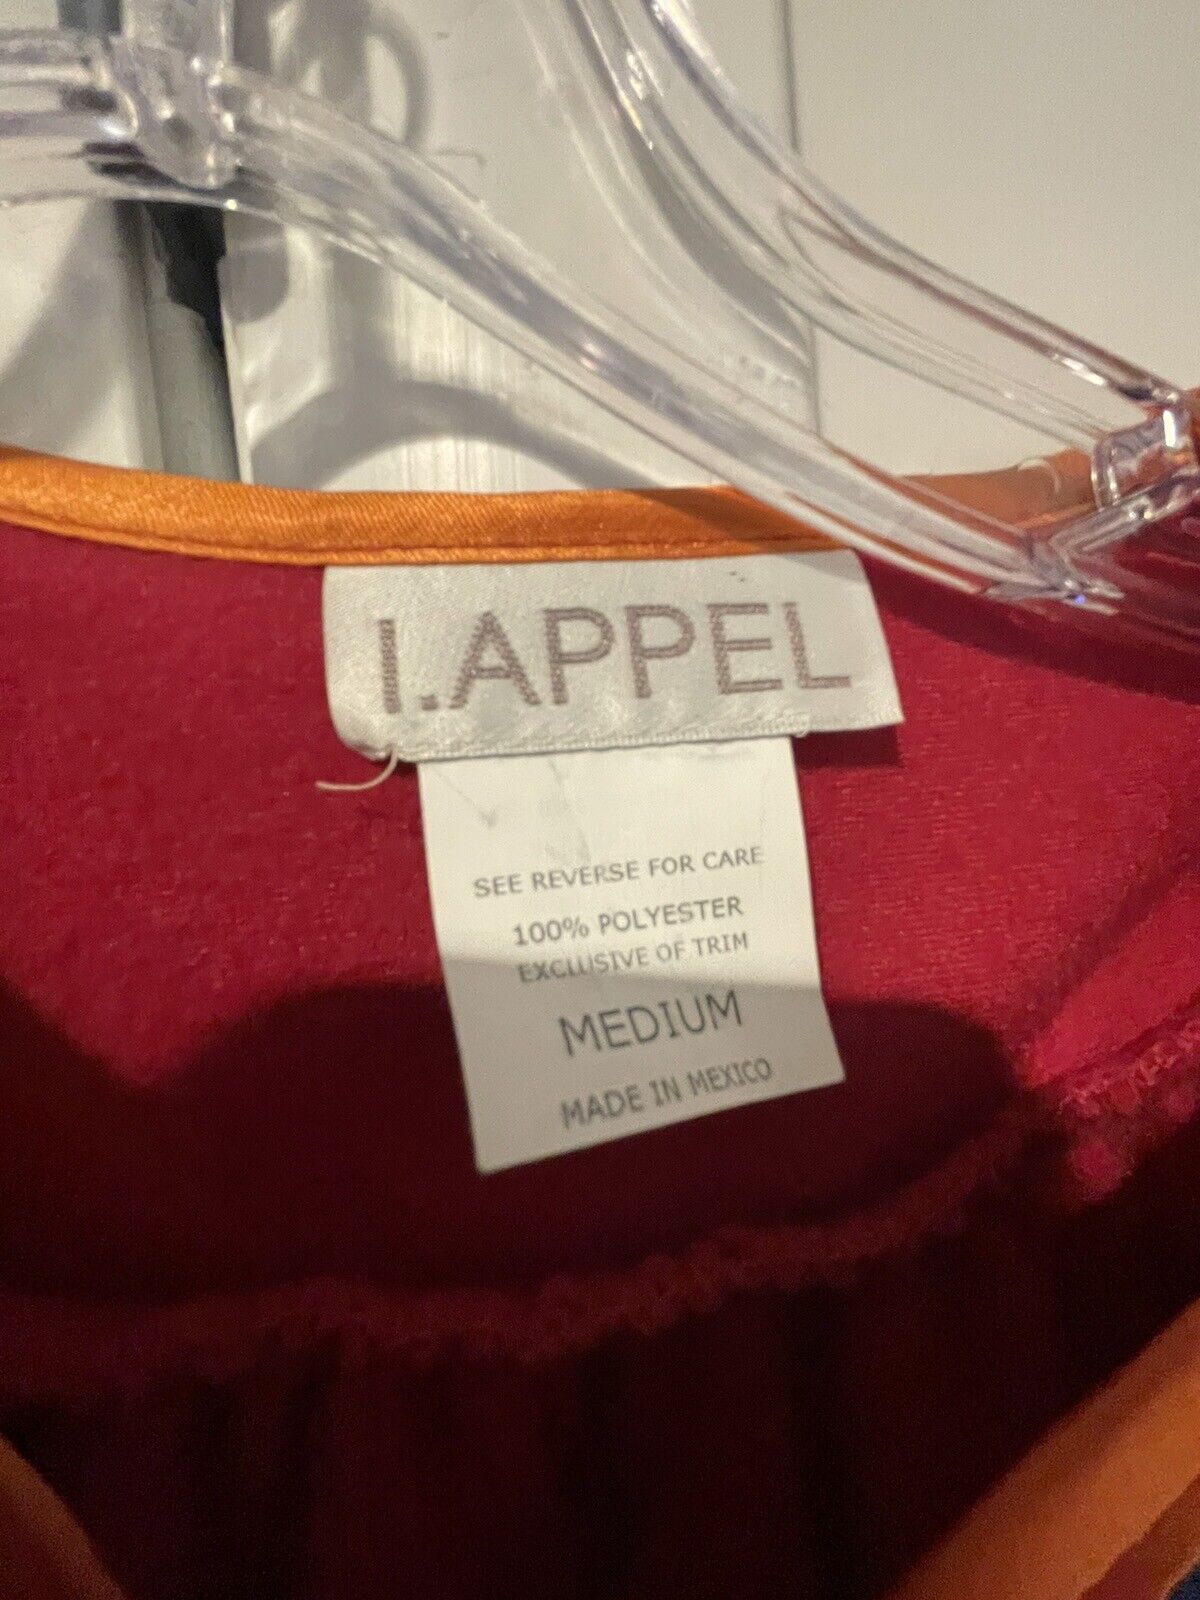 I.APPEL
SEE REVERSE FOR CARE
100% POLYESTER
EXCLUSIVE OF TRIM
MEDIUM
MADE IN MEXICO